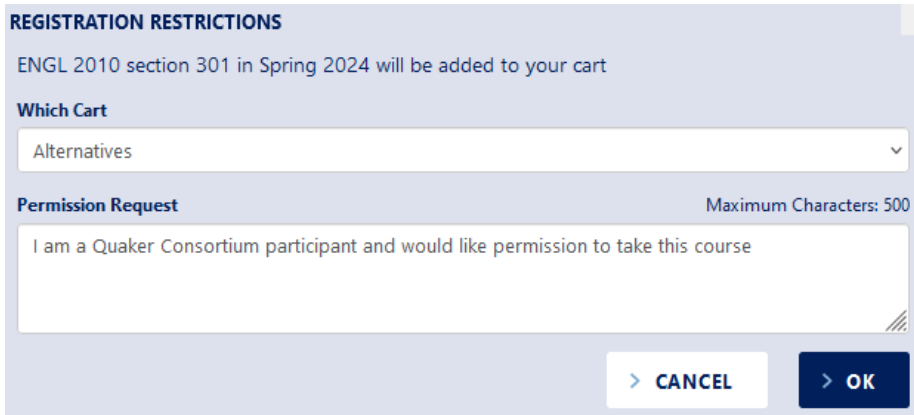 REGISTRATION RESTRICTIONS
ENGL 2010 section 301 in Spring 2024 will be added to your cart
Which Cart
Alternatives
Permission Request Maximum Characters: 500
I am a Quaker Consortium participant and would like permission to take this course
> CANCEL > OK